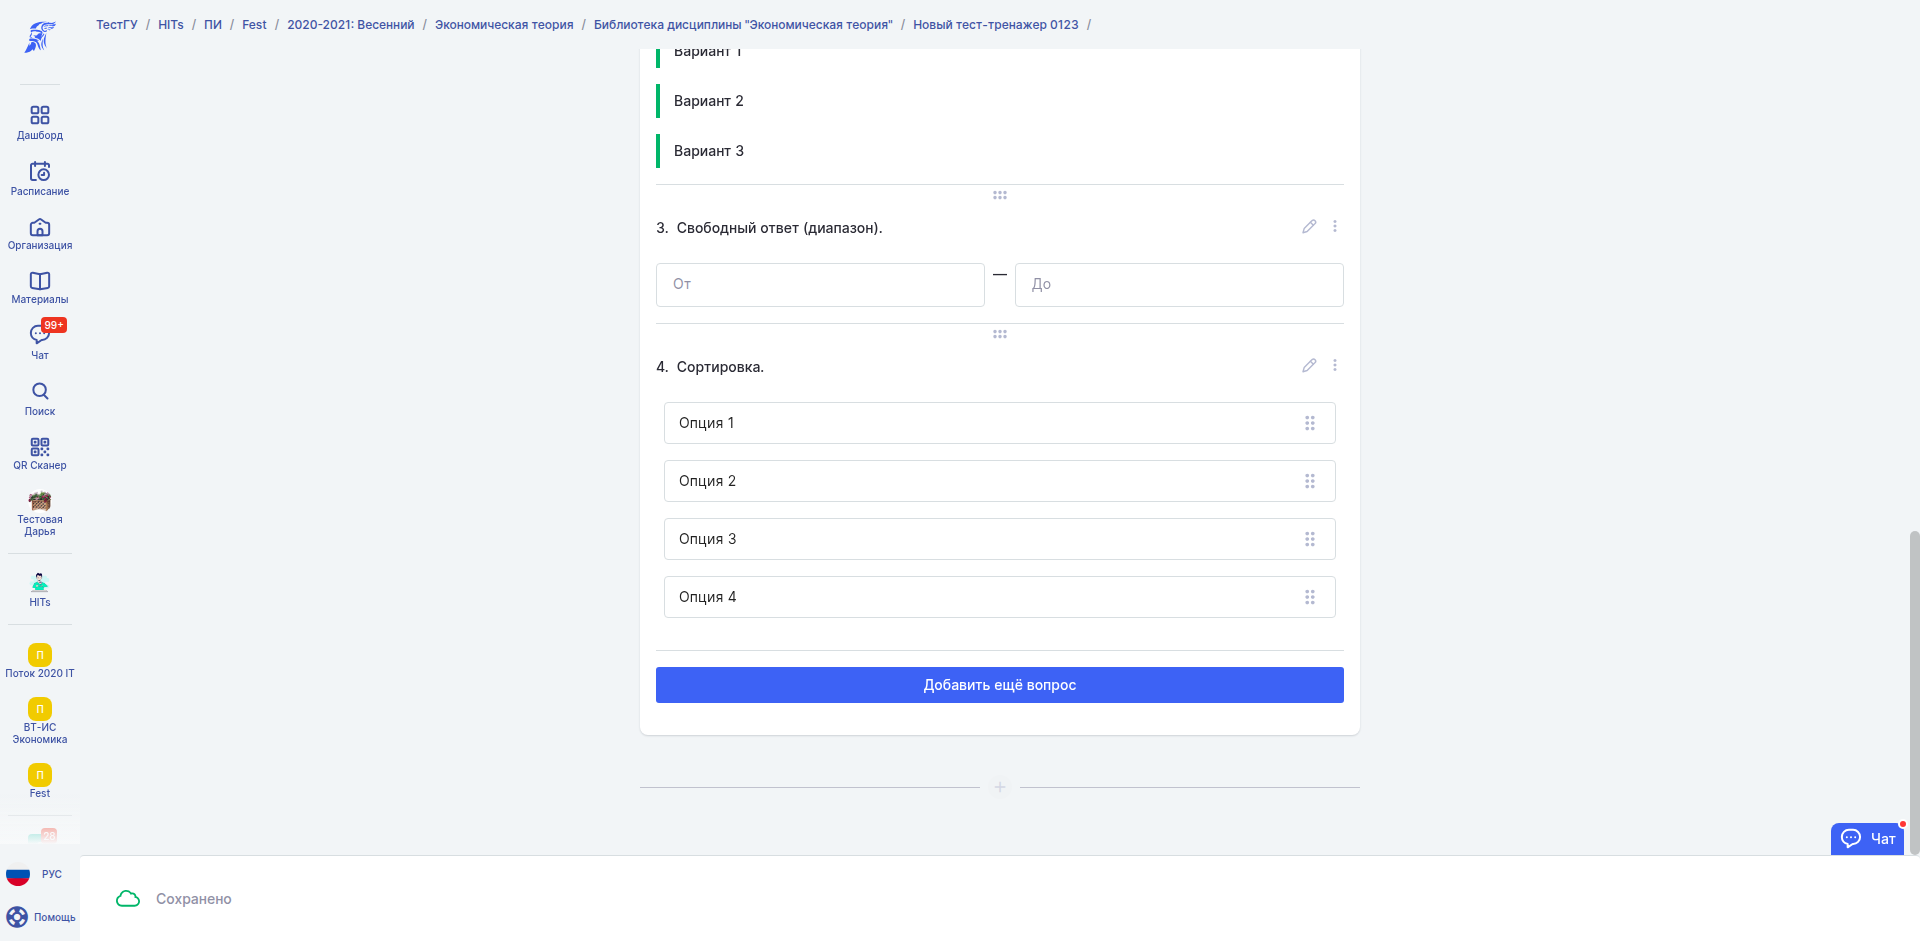 ТестГУ / HITs / ПИ / Fest / 2020-2021: Весенний / Экономическая теория / Библиотека дисциплины "Экономическая теория" / Новый тест-тренажер 0123 /
Дашборд
Расписание
Организация
Материалы
99+
Чат
Поиск
QR Сканер
Тестовая
Дарья
HITs
П
Поток 2020 IT
П
ВТ-ИС
Экономика
П
Fest
28
РУС
Помощь
Вариант 1
Вариант 2
Вариант 3
3. Свободный ответ (диапазон).
От — До
4. Сортировка.
Опция 1
Опция 2
Опция 3
Опция 4
Добавить ещё вопрос
Чат
Сохранено